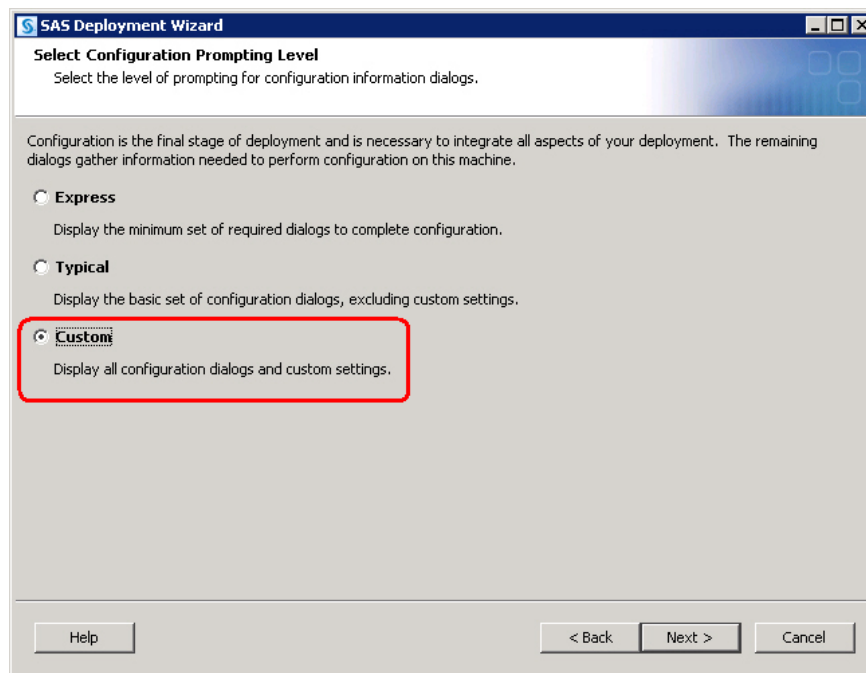 SAS Deployment Wizard
Select Configuration Prompting Level
Select the level of prompting for configuration information dialogs.
Configuration is the final stage of deployment and is necessary to integrate all aspects of your deployment. The remaining
dialogs gather information needed to perform configuration on this machine.
Express
Display the minimum set of required dialogs to complete configuration.
Typical
Display the basic set of configuration dialogs, excluding custom settings.
Custom
Display all configuration dialogs and custom settings.
Help
< Back
Next >
Cancel